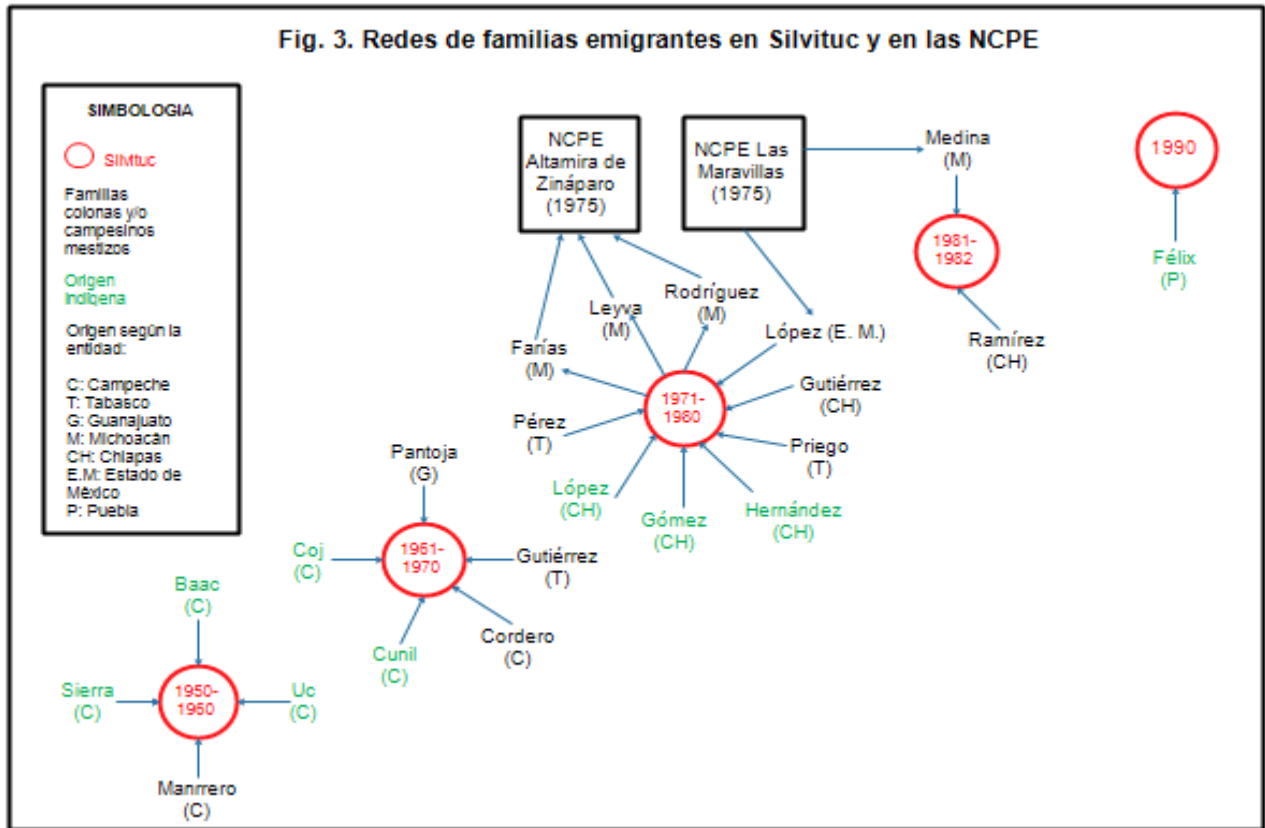 Fig. 3. Redes de familias emigrantes en Silvituc y en las NCPE
SIMBOLOGIA
Silvituc
Familias
colonas y/o
campesinos
mestizos
Origen
Indígena
Origen según la
entidad:
C: Campeche
T: Tabasco
G: Guanajuato
M: Michoacán
CH: Chiapas
E.M: Estado de
México
P: Puebla
NCPE
Altamira de
Zináparo
(1975)
NCPE Las
Maravillas
(1975)
Medina
(M)
1990
1981-
1982
Félix
(P)
Ramírez
(CH)
Leyva
(M)
Rodríguez
(M)
López (E. M.)
Farías
(M)
1971-
1980
Gutiérrez
(CH)
Pérez
(T)
Priego
(T)
López
(CH)
Gómez
(CH)
Hernández
(CH)
Pantoja
(G)
Coj
(C)
1961-
1970
Gutiérrez
(T)
Cunil
(C)
Cordero
(C)
Baac
(C)
Sierra
(C)
1950-
1960
Uc
(C)
Manrrero
(C)